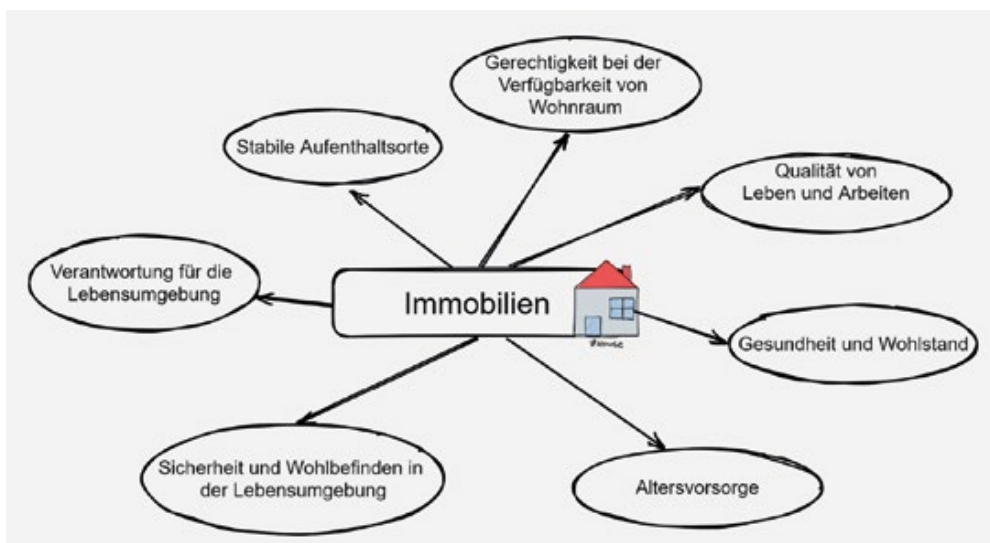 Gerechtigkeit bei der
Verfügbarkeit von
Wohnraum
Stabile Aufenthaltsorte
Qualität von
Leben und Arbeiten
Verantwortung für die
Lebensumgebung
Immobilien
Gesundheit und Wohlstand
Sicherheit und Wohlbefinden in
der Lebensumgebung
Altersvorsorge